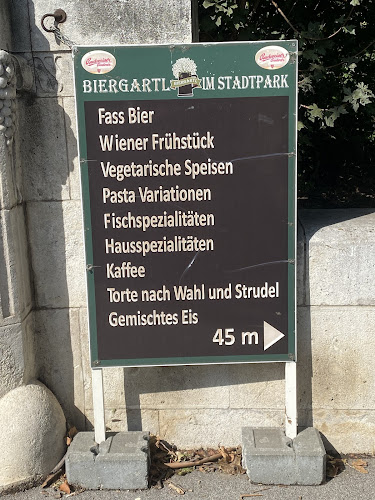 BIERGARTL IM STADTPARK
Fass Bier
Wiener Frühstück
Vegetarische Speisen
Pasta Variationen
Fischspezialitäten
Hausspezialitäten
Kaffee
Torte nach Wahl und Strudel
Gemischtes Eis
45 m